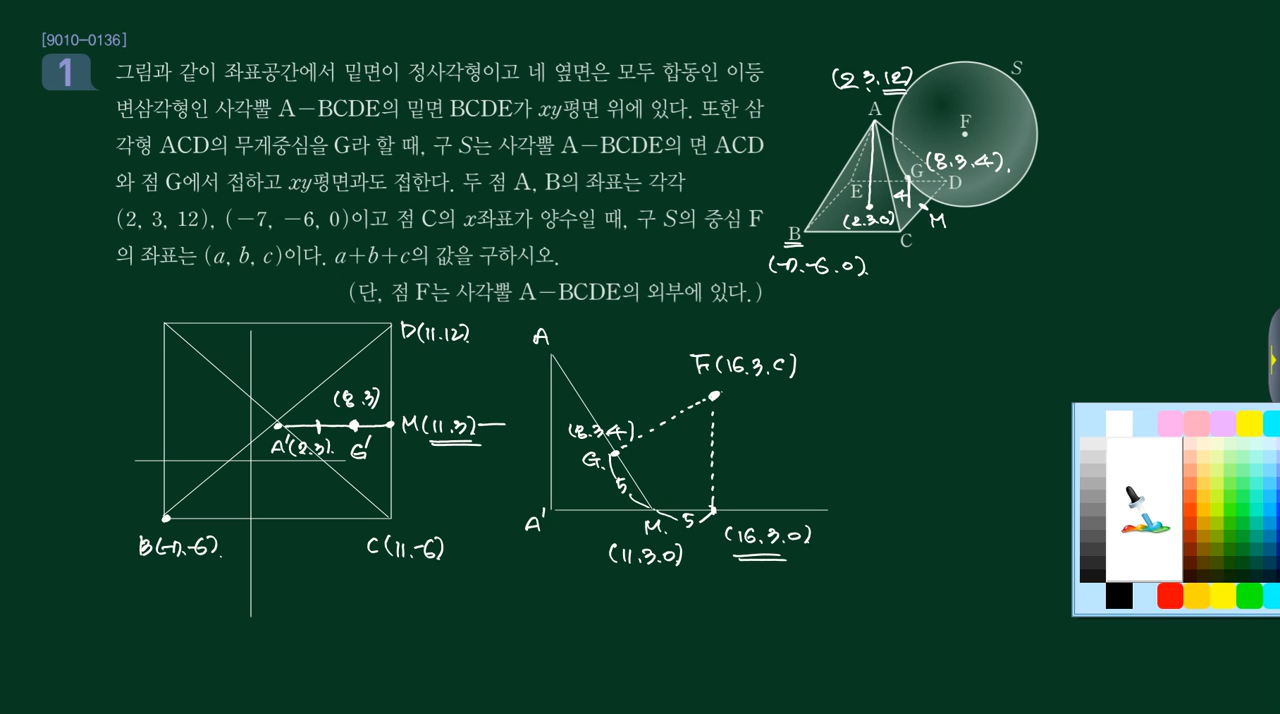 [9010-0136]
1
그림과 같이 좌표공간에서 밑면이 정사각형이고 네 옆면은 모두 합동인 이등
변삼각형인 사각뿔 A-BCDE의 밑면 BCDE가 xy평면 위에 있다. 또한 삼
각형 ACD의 무게중심을 G라 할 때, 구 S는 사각뿔 A-BCDE의 면 ACD
와 점 G에서 접하고 xy평면과도 접한다. 두 점 A, B의 좌표는 각각
(2, 3, 12), (-7, -6, 0)이고 점 C의 x좌표가 양수일 때, 구 S의 중심 F
의 좌표는 (a, b, c)이다. a+b+c의 값을 구하시오.
(단, 점 F는 사각뿔 A-BCDE의 외부에 있다.)
(2.3.12)
S
A
F
(8.3.4).
G
D
E
4
M
(2.3.0)
B
C
(-7.-6.0).
D(11.12).
(8.3)
M(11.3)
A'(2.3).
G'
B(-7.-6).
C(11.-6)
A
F(16.3.C)
(8.3.4)
G.
5
A'
M.
5
(11.3.0)
(16.3.0)